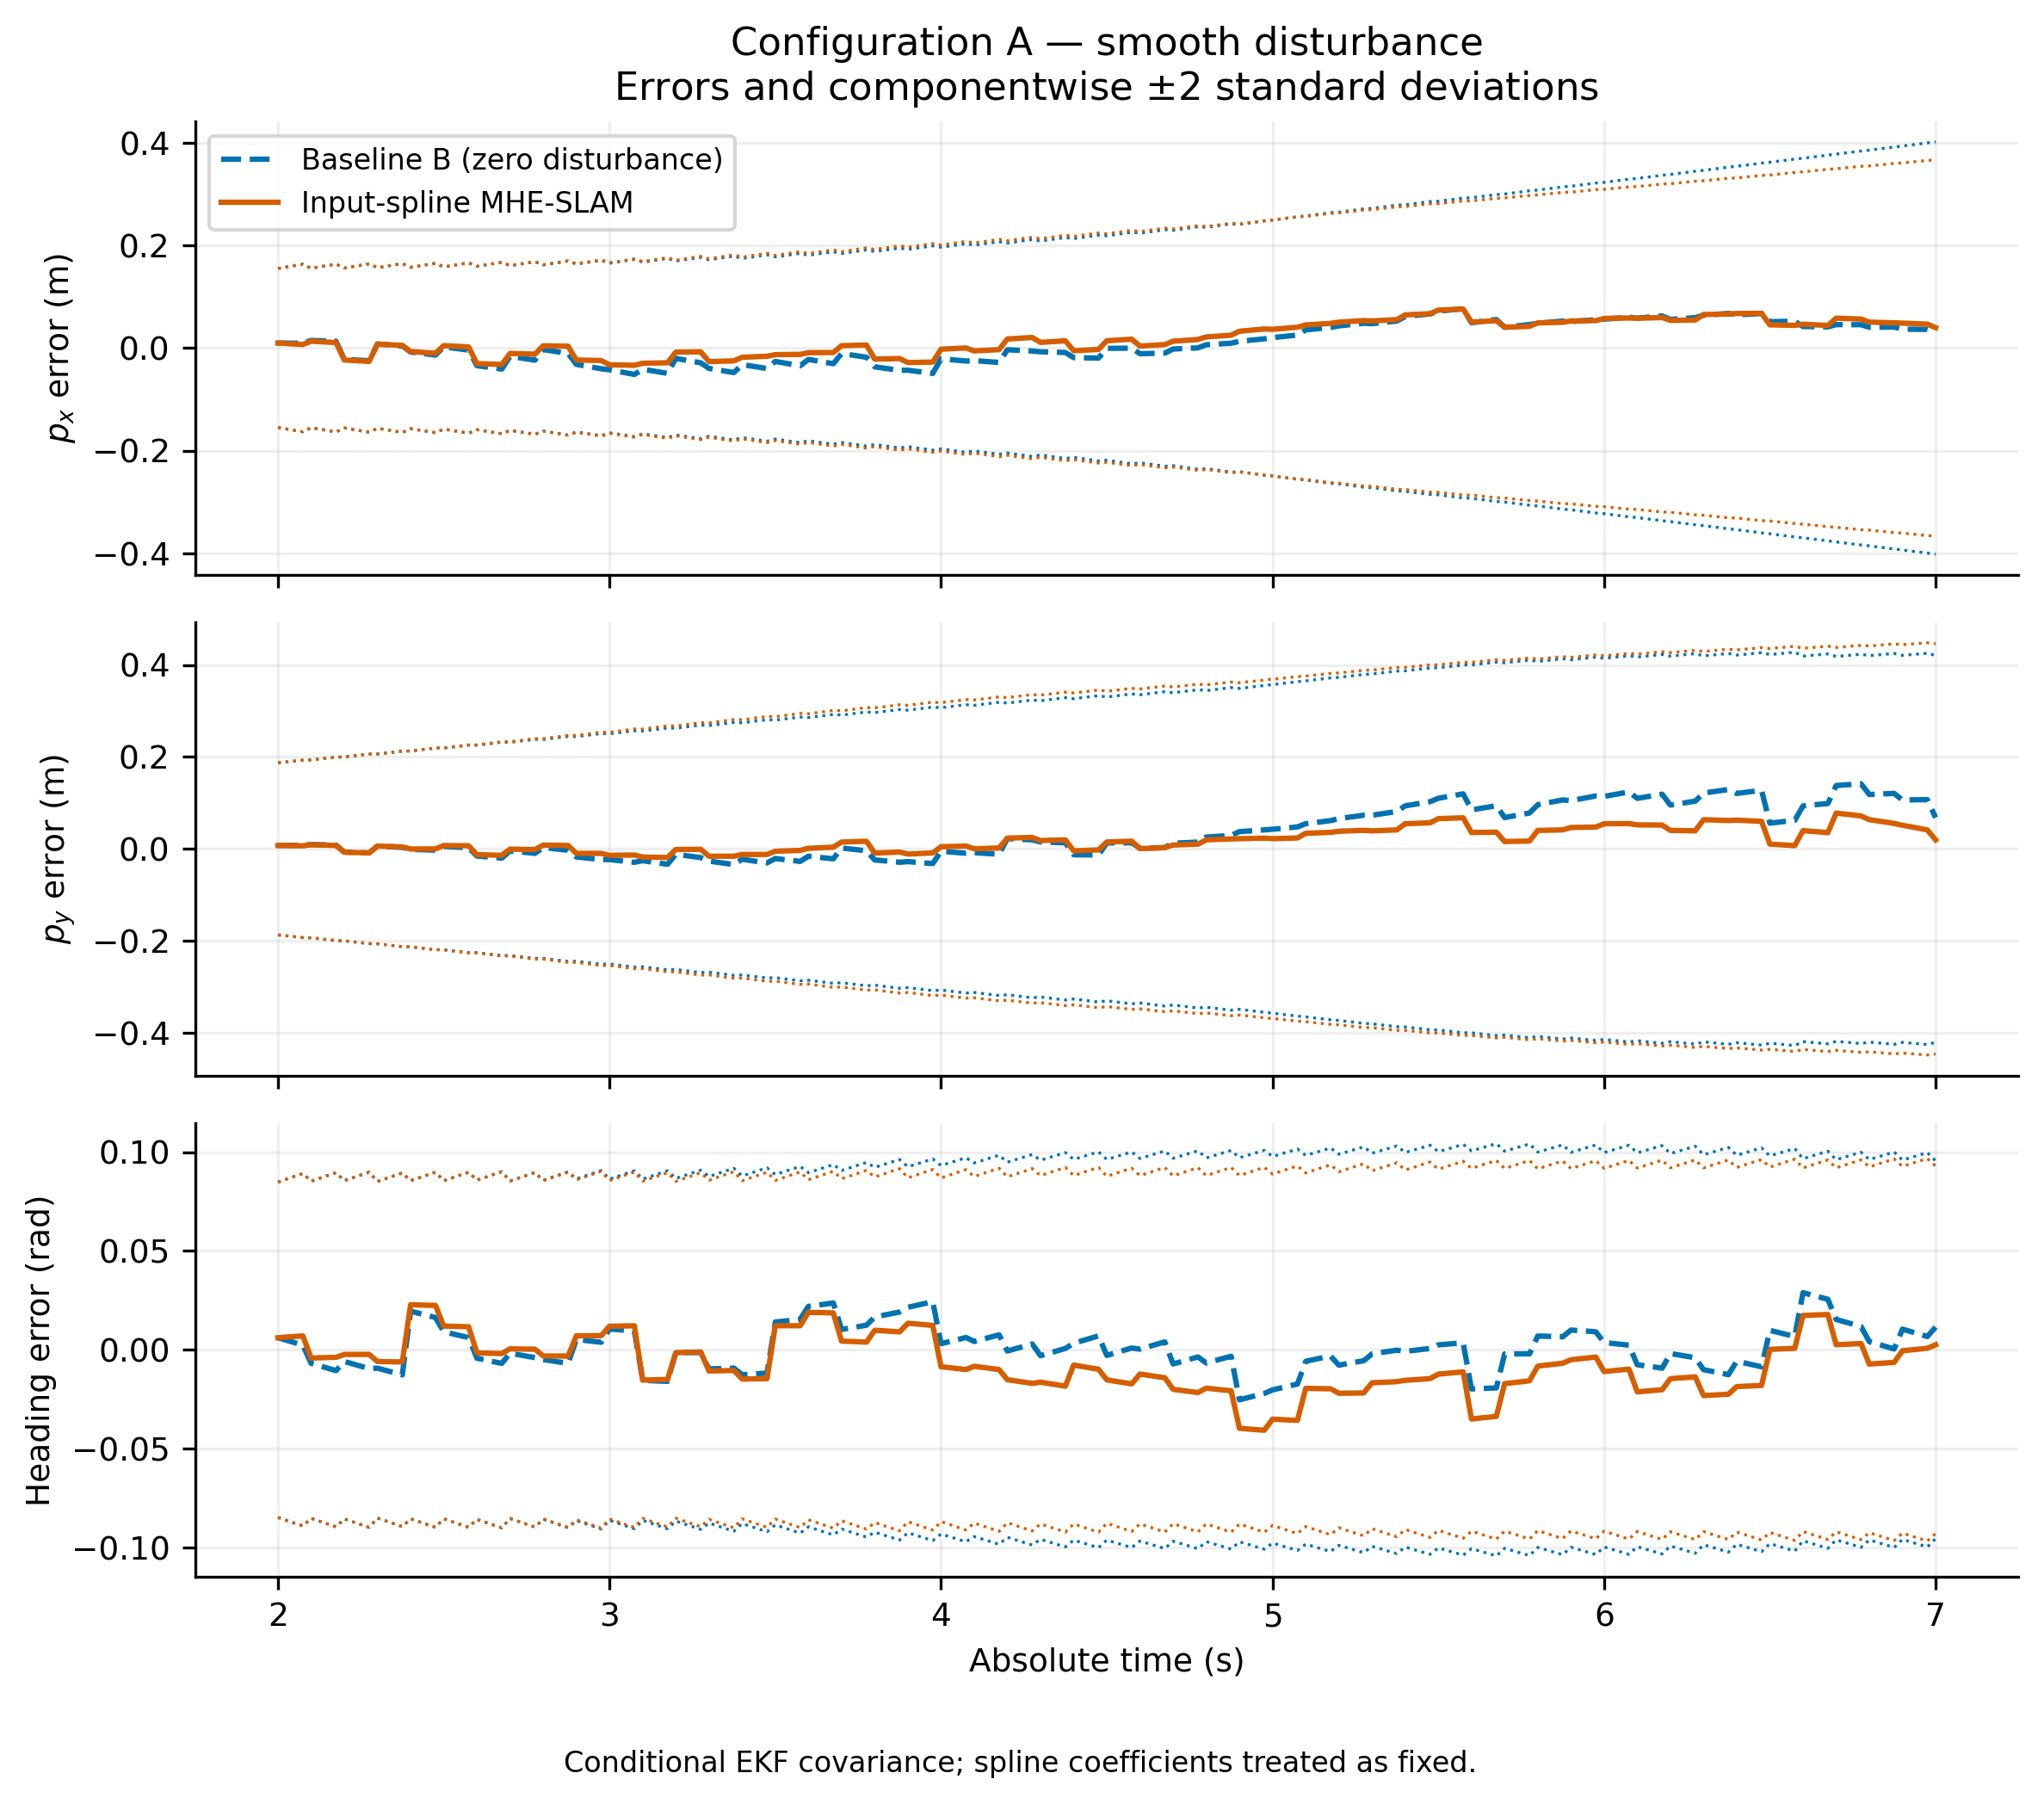 Configuration A — smooth disturbance
Errors and componentwise ±2 standard deviations
Baseline B (zero disturbance)
Input-spline MHE-SLAM
pₓ error (m)
0.4
0.2
0.0
−0.2
−0.4
p_y error (m)
0.4
0.2
0.0
−0.2
−0.4
Heading error (rad)
0.10
0.05
0.00
−0.05
−0.10
2 3 4 5 6 7
Absolute time (s)
Conditional EKF covariance; spline coefficients treated as fixed.